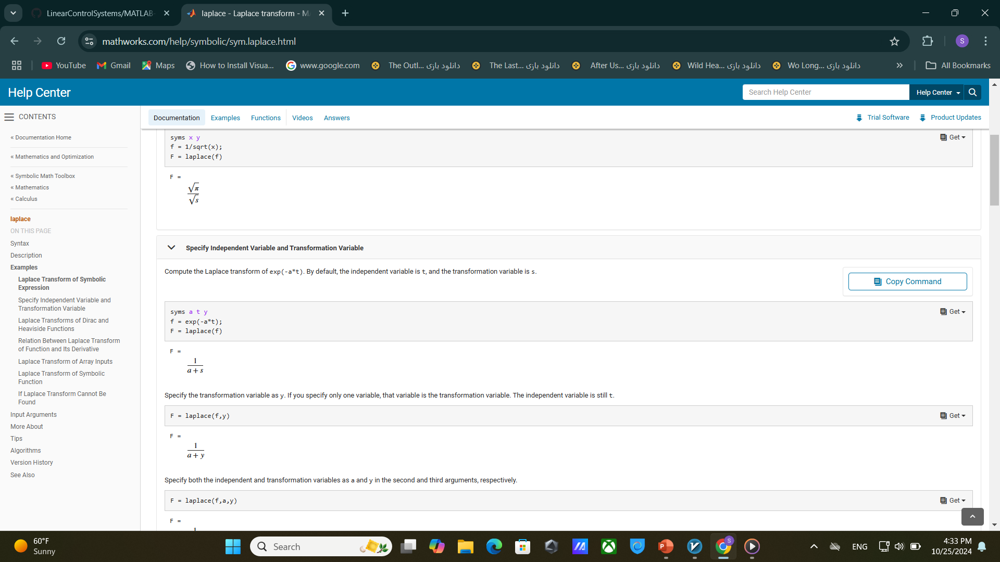 LinearControlSystems/MATLAB-
laplace - Laplace transform - M
mathworks.com/help/symbolic/sym.laplace.html
S
YouTube
Gmail
Maps
How to Install Visua...
www.google.com
The Outl... دانلود بازی
The Last... دانلود بازی
After Us... دانلود بازی
Wild Hea... دانلود بازی
Wo Long... دانلود بازی
All Bookmarks
Help Center
Search Help Center
Help Center
CONTENTS
Documentation Examples Functions Videos Answers
Trial Software Product Updates
« Documentation Home
« Mathematics and Optimization
« Symbolic Math Toolbox
« Mathematics
« Calculus
laplace
ON THIS PAGE
Syntax
Description
Examples
Laplace Transform of Symbolic
Expression
Specify Independent Variable and
Transformation Variable
Laplace Transforms of Dirac and
Heaviside Functions
Relation Between Laplace Transform
of Function and Its Derivative
Laplace Transform of Array Inputs
Laplace Transform of Symbolic
Function
If Laplace Transform Cannot Be
Found
Input Arguments
More About
Tips
Algorithms
Version History
See Also
syms x y
Get
f = 1/sqrt(x);
F = laplace(f)
F =
√π
√s
Specify Independent Variable and Transformation Variable
Compute the Laplace transform of exp(-a*t). By default, the independent variable is t, and the transformation variable is s.
Copy Command
syms a t y
Get
f = exp(-a*t);
F = laplace(f)
F =
1
a + s
Specify the transformation variable as y. If you specify only one variable, that variable is the transformation variable. The independent variable is still t.
F = laplace(f,y)
Get
F =
1
a + y
Specify both the independent and transformation variables as a and y in the second and third arguments, respectively.
F = laplace(f,a,y)
Get
F =
1
60°F
Sunny
Search
P
S
ENG
4:33 PM
10/25/2024